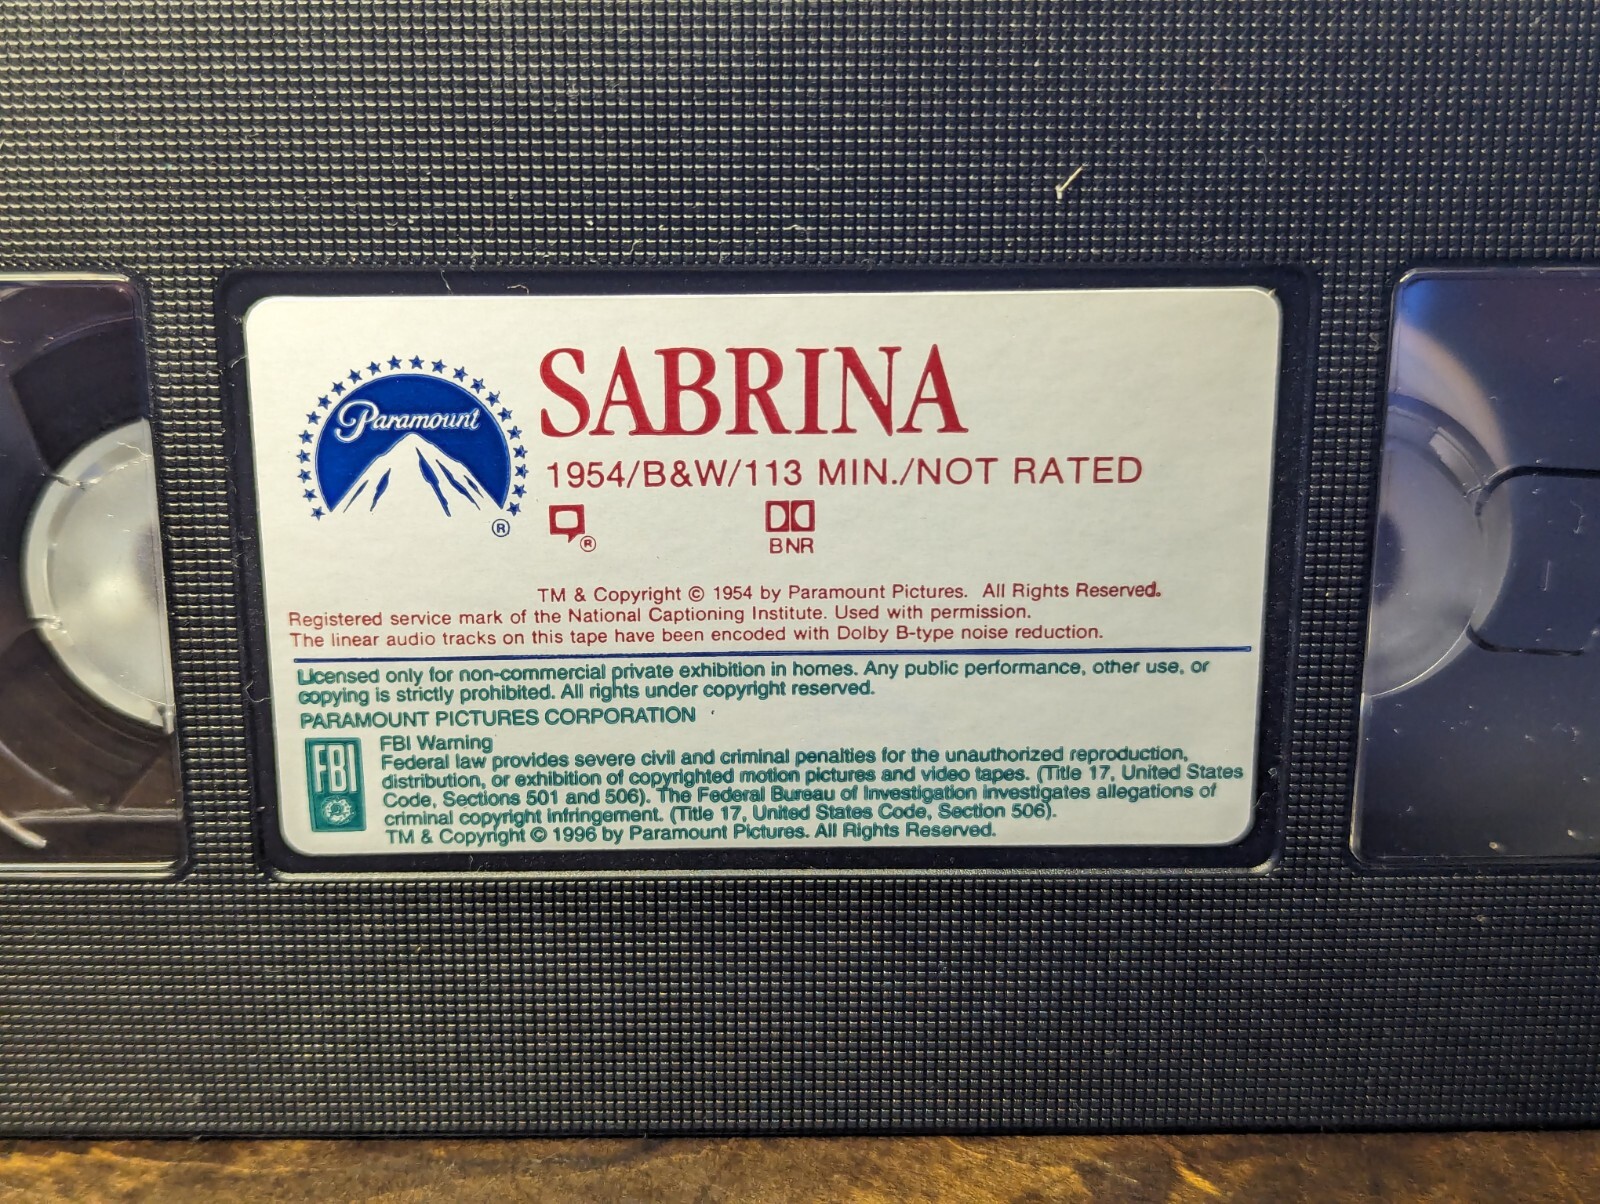 Paramount
®
SABRINA
1954/B&W/113 MIN./NOT RATED
®
BNR
TM & Copyright © 1954 by Paramount Pictures. All Rights Reserved.
Registered service mark of the National Captioning Institute. Used with permission.
The linear audio tracks on this tape have been encoded with Dolby B-type noise reduction.
Licensed only for non-commercial private exhibition in homes. Any public performance, other use, or
copying is strictly prohibited. All rights under copyright reserved.
PARAMOUNT PICTURES CORPORATION
FBI
FBI Warning
Federal law provides severe civil and criminal penalties for the unauthorized reproduction,
distribution, or exhibition of copyrighted motion pictures and video tapes. (Title 17, United States
Code, Sections 501 and 506). The Federal Bureau of Investigation investigates allegations of
criminal copyright infringement. (Title 17, United States Code, Section 506).
TM & Copyright © 1996 by Paramount Pictures. All Rights Reserved.